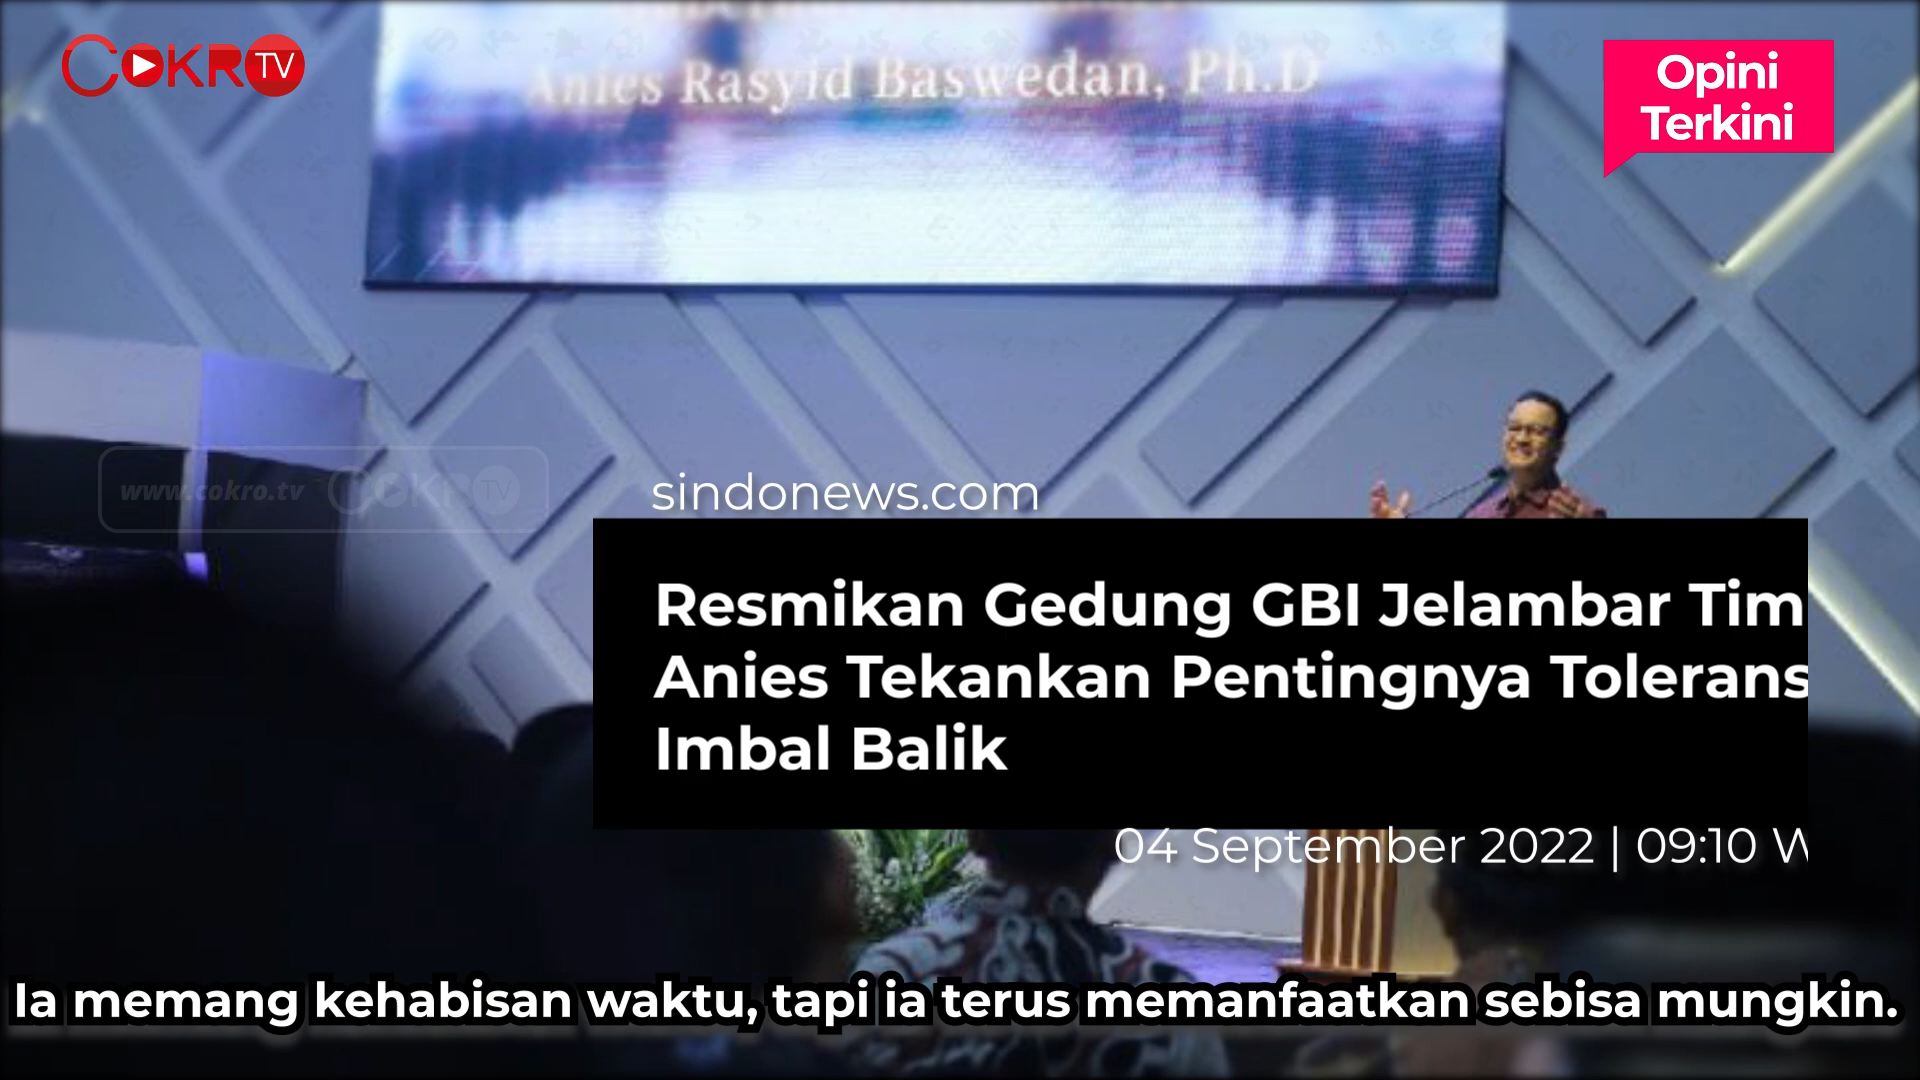 COKRO TV
Anies Rasyid Baswedan, Ph.D
Opini
Terkini
www.cokro.tv COKRO TV
sindonews.com
Resmikan Gedung GBI Jelambar Tim
Anies Tekankan Pentingnya Tolerans
Imbal Balik
04 September 2022 | 09:10 W
Ia memang kehabisan waktu, tapi ia terus memanfaatkan sebisa mungkin.